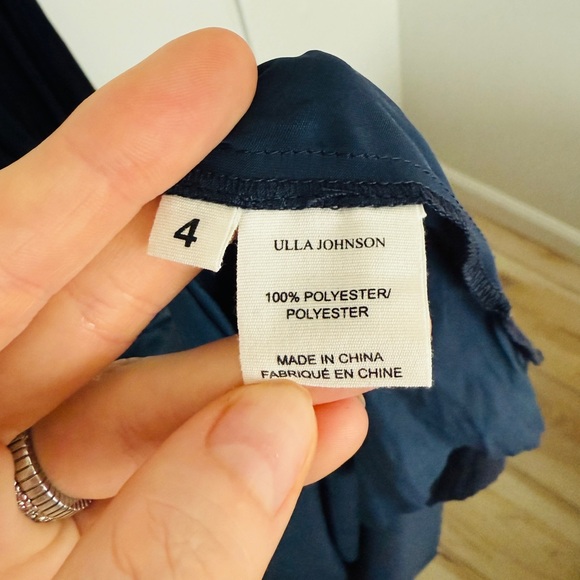 4
ULLA JOHNSON
100% POLYESTER/
POLYESTER
MADE IN CHINA
FABRIQUÉ EN CHINE